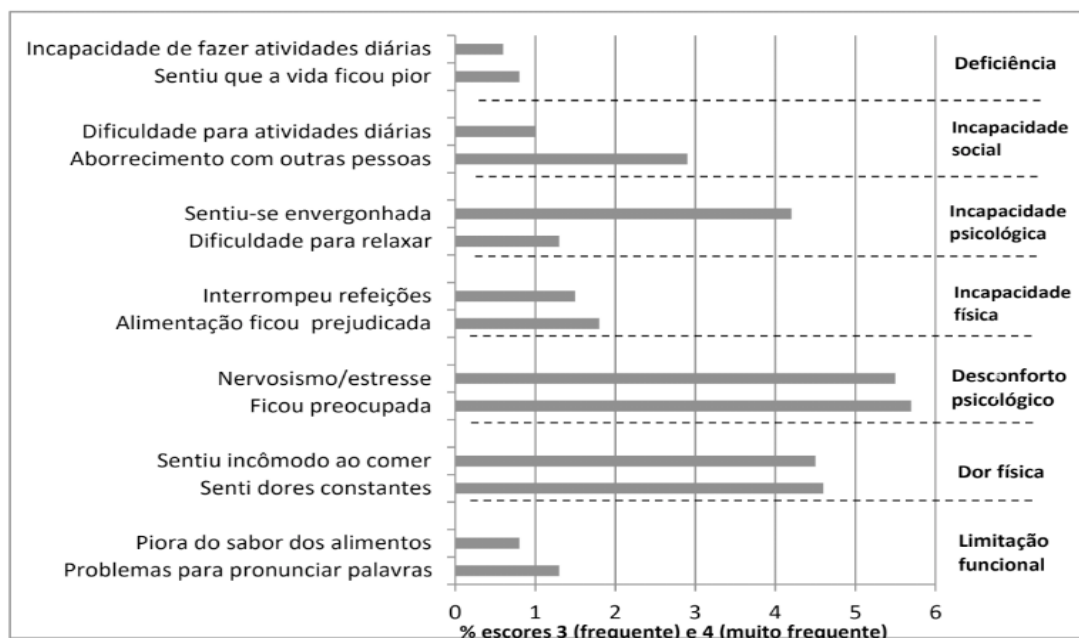 Incapacidade de fazer atividades diárias
Sentiu que a vida ficou pior
Deficiência
Dificuldade para atividades diárias
Aborrecimento com outras pessoas
Incapacidade
social
Sentiu-se envergonhada
Dificuldade para relaxar
Incapacidade
psicológica
Interrompeu refeições
Alimentação ficou prejudicada
Incapacidade
física
Nervosismo/estresse
Ficou preocupada
Desconforto
psicológico
Sentiu incômodo ao comer
Senti dores constantes
Dor física
Piora do sabor dos alimentos
Problemas para pronunciar palavras
Limitação
funcional
0 1 2 3 4 5 6
% escores 3 (frequente) e 4 (muito frequente)